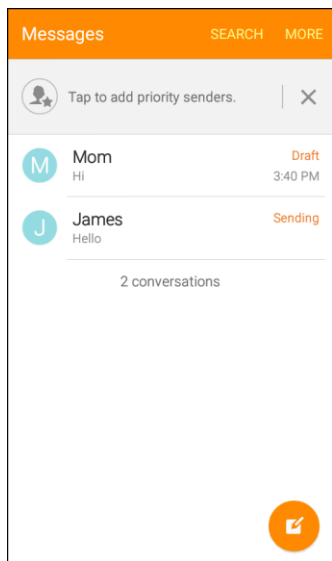 Messages SEARCH MORE
Tap to add priority senders.
M Mom Draft
Hi 3:40 PM
J James Sending
Hello
2 conversations